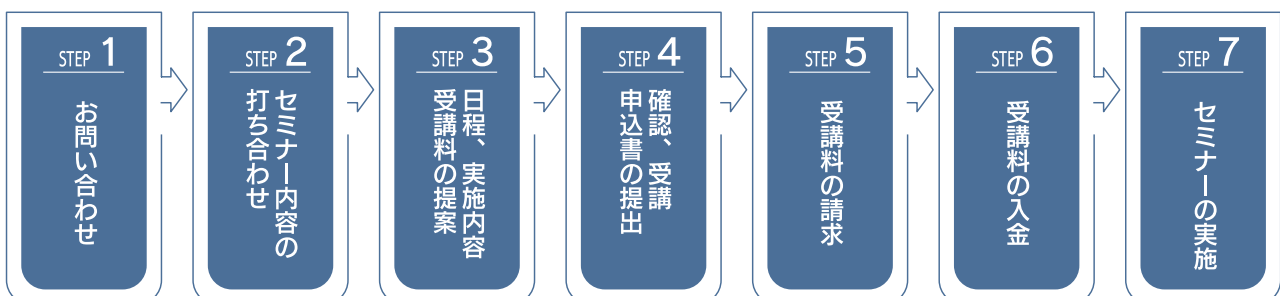 STEP 1
お問い合わせ
STEP 2
セミナー内容の
打ち合わせ
STEP 3
日程、実施内容
受講料の提案
STEP 4
確認、受講
申込書の提出
STEP 5
受講料の請求
STEP 6
受講料の入金
STEP 7
セミナーの実施